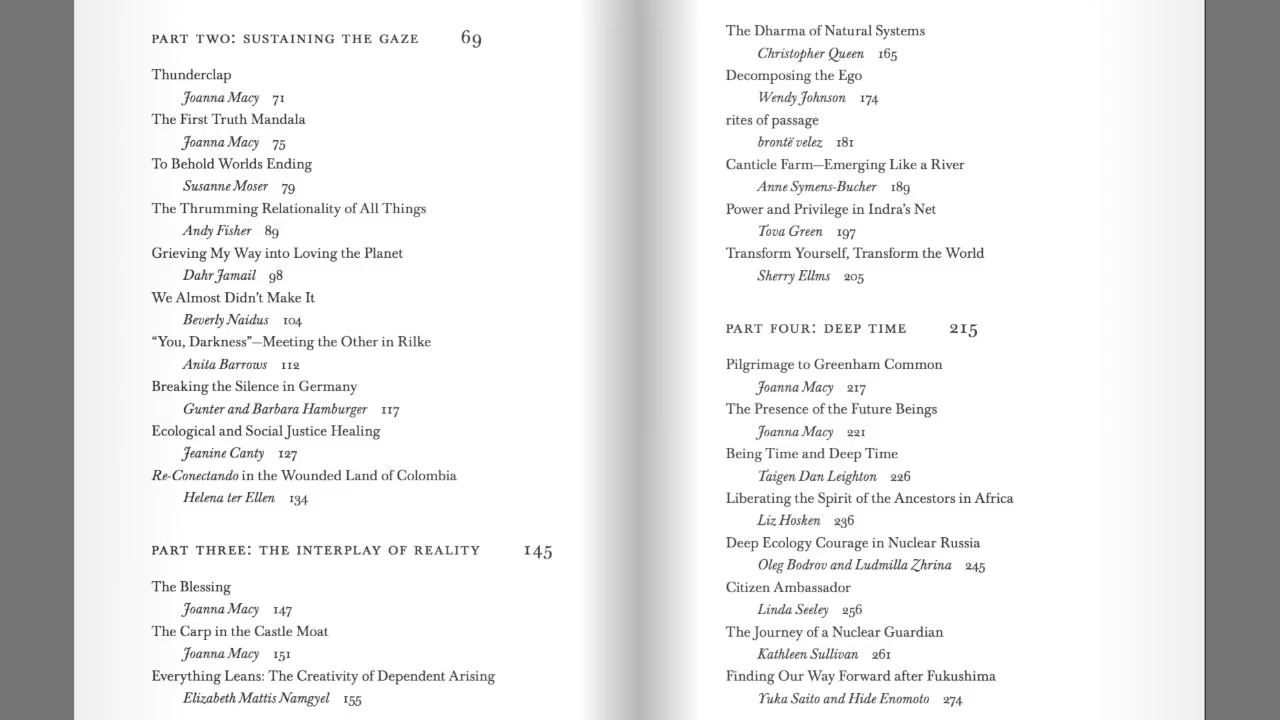 PART TWO: SUSTAINING THE GAZE 69
Thunderclap
Joanna Macy 71
The First Truth Mandala
Joanna Macy 75
To Behold Worlds Ending
Susanne Moser 79
The Thrumming Relationality of All Things
Andy Fisher 89
Grieving My Way into Loving the Planet
Dahr Jamail 98
We Almost Didn’t Make It
Beverly Naidus 104
“You, Darkness”—Meeting the Other in Rilke
Anita Barrows 112
Breaking the Silence in Germany
Gunter and Barbara Hamburger 117
Ecological and Social Justice Healing
Jeanine Canty 127
Re-Conectando in the Wounded Land of Colombia
Helena ter Ellen 134
PART THREE: THE INTERPLAY OF REALITY 145
The Blessing
Joanna Macy 147
The Carp in the Castle Moat
Joanna Macy 151
Everything Leans: The Creativity of Dependent Arising
Elizabeth Mattis Namgyel 155
The Dharma of Natural Systems
Christopher Queen 165
Decomposing the Ego
Wendy Johnson 174
rites of passage
brontë velez 181
Canticle Farm—Emerging Like a River
Anne Symens-Bucher 189
Power and Privilege in Indra’s Net
Tova Green 197
Transform Yourself, Transform the World
Sherry Ellms 205
PART FOUR: DEEP TIME 215
Pilgrimage to Greenham Common
Joanna Macy 217
The Presence of the Future Beings
Joanna Macy 221
Being Time and Deep Time
Taigen Dan Leighton 226
Liberating the Spirit of the Ancestors in Africa
Liz Hosken 236
Deep Ecology Courage in Nuclear Russia
Oleg Bodrov and Ludmilla Zhrina 245
Citizen Ambassador
Linda Seeley 256
The Journey of a Nuclear Guardian
Kathleen Sullivan 261
Finding Our Way Forward after Fukushima
Yuka Saito and Hide Enomoto 274